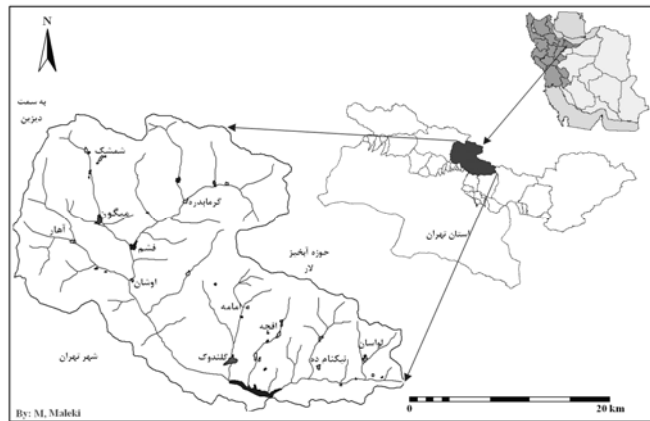 N
به سمت
دیزین
شمشک
گرمابدره
میگون
آهار
فشم
اوشان
حوزه آبخیز
لار
استان تهران
امامه
افجه
لواسان
نیکنام ده
گلندوک
شهر تهران
0
20 km
By: M, Maleki